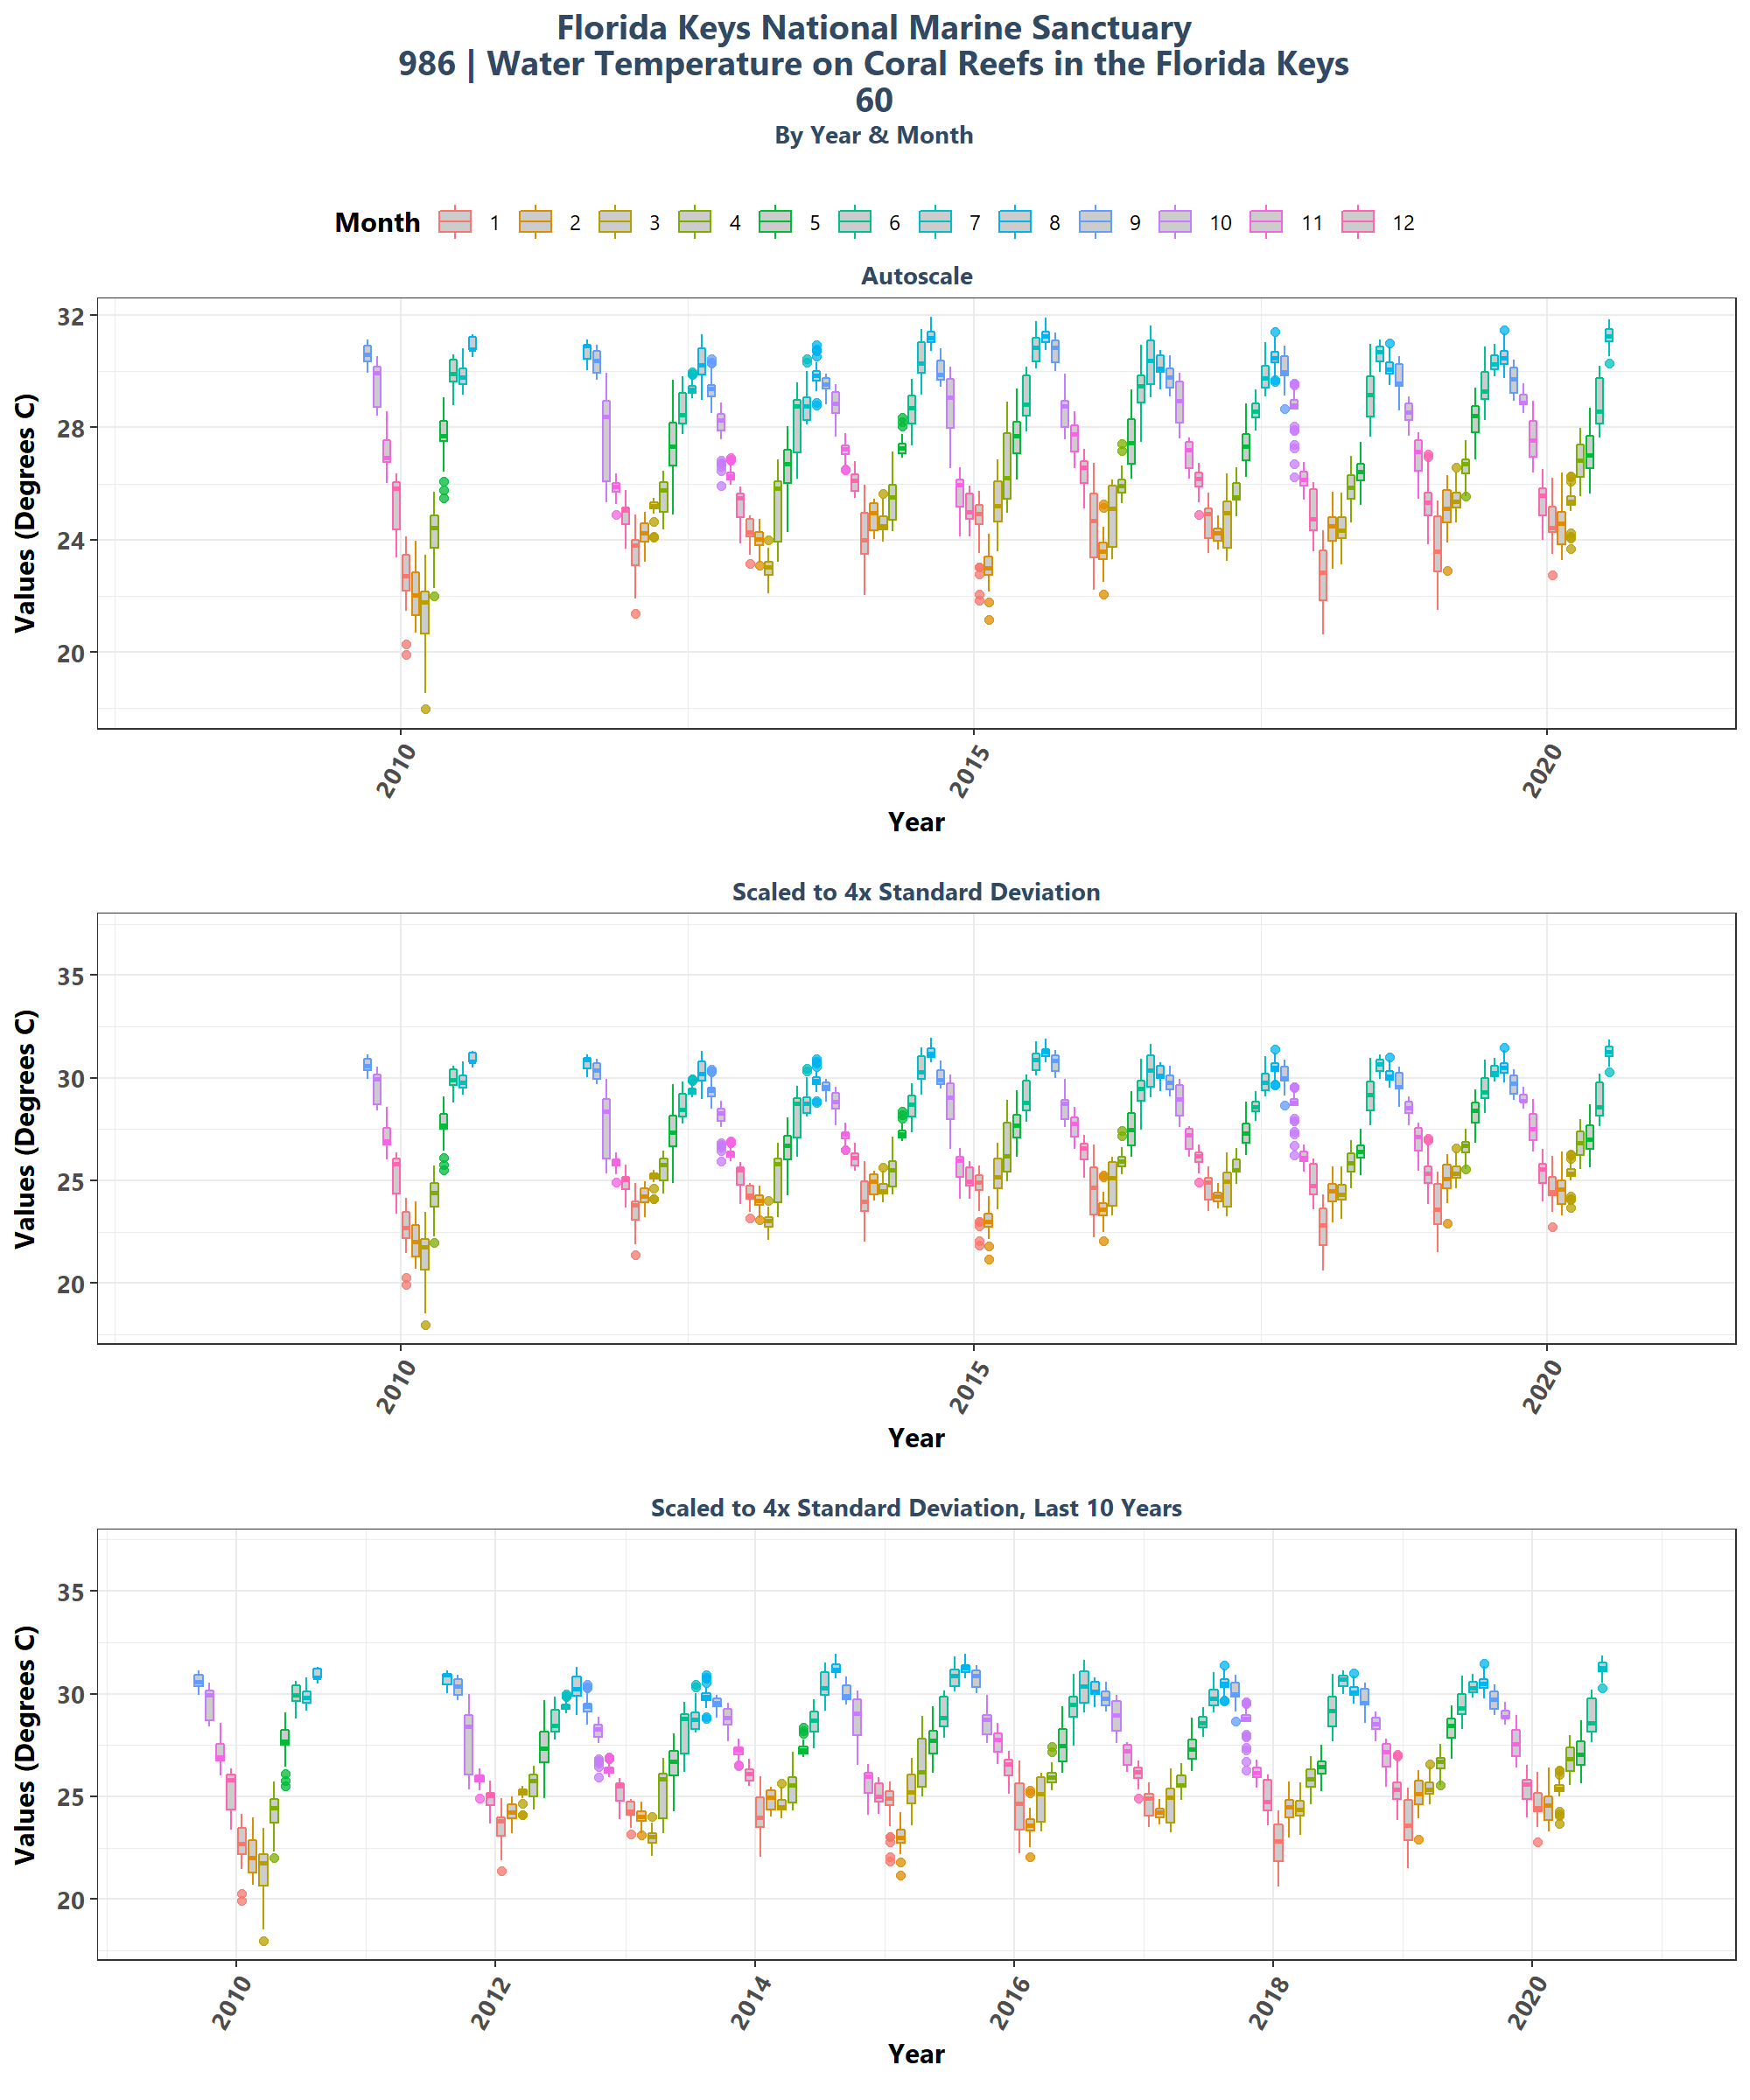 Florida Keys National Marine Sanctuary
986 | Water Temperature on Coral Reefs in the Florida Keys
60
By Year & Month
Month 1 2 3 4 5 6 7 8 9 10 11 12
Autoscale
Values (Degrees C)
32
28
24
20
2010 2015 2020
Year
Scaled to 4x Standard Deviation
Values (Degrees C)
35
30
25
20
2010 2015 2020
Year
Scaled to 4x Standard Deviation, Last 10 Years
Values (Degrees C)
35
30
25
20
2010 2012 2014 2016 2018 2020
Year